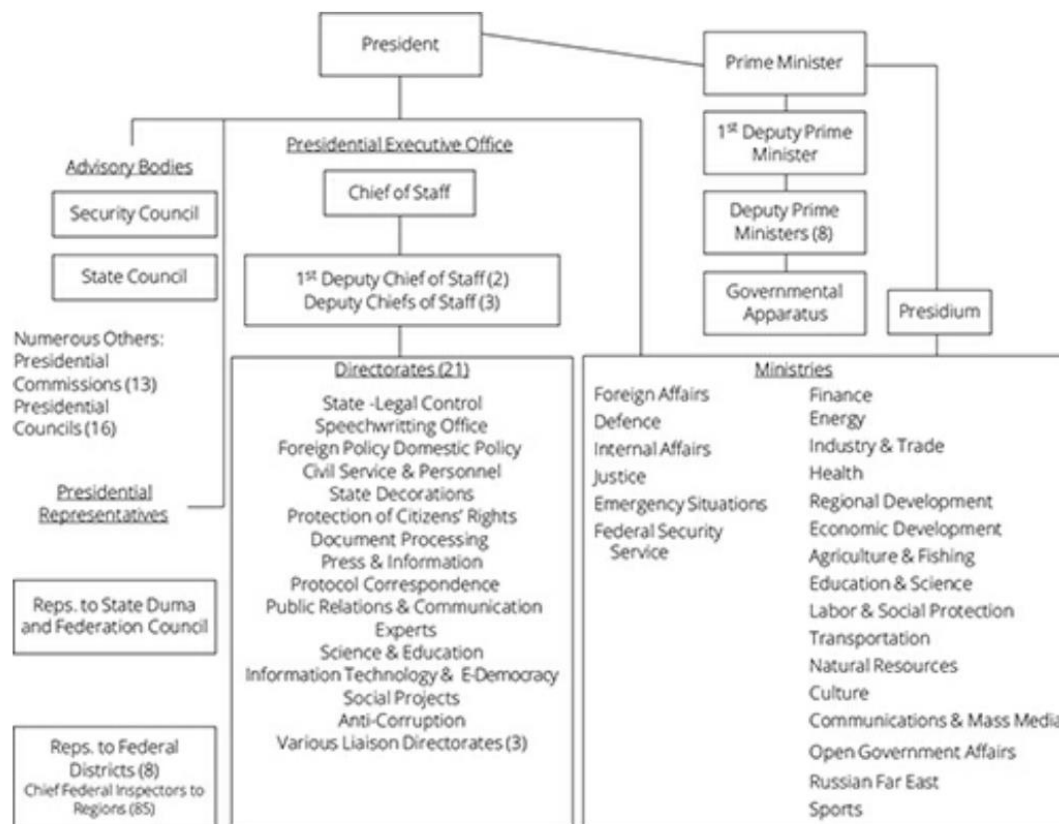 President
Prime Minister
1st Deputy Prime
Minister
Deputy Prime
Ministers (8)
Governmental
Apparatus
Presidium
Advisory Bodies
Security Council
State Council
Numerous Others:
Presidential
Commissions (13)
Presidential
Councils (16)
Presidential
Representatives
Reps. to State Duma
and Federation Council
Reps. to Federal
Districts (8)
Chief Federal Inspectors to
Regions (85)
Presidential Executive Office
Chief of Staff
1st Deputy Chief of Staff (2)
Deputy Chiefs of Staff (3)
Directorates (21)
State -Legal Control
Speechwritting Office
Foreign Policy Domestic Policy
Civil Service & Personnel
State Decorations
Protection of Citizens' Rights
Document Processing
Press & Information
Protocol Correspondence
Public Relations & Communication
Experts
Science & Education
Information Technology & E-Democracy
Social Projects
Anti-Corruption
Various Liaison Directorates (3)
Ministries
Foreign Affairs
Defence
Internal Affairs
Justice
Emergency Situations
Federal Security
Service
Finance
Energy
Industry & Trade
Health
Regional Development
Economic Development
Agriculture & Fishing
Education & Science
Labor & Social Protection
Transportation
Natural Resources
Culture
Communications & Mass Media
Open Government Affairs
Russian Far East
Sports